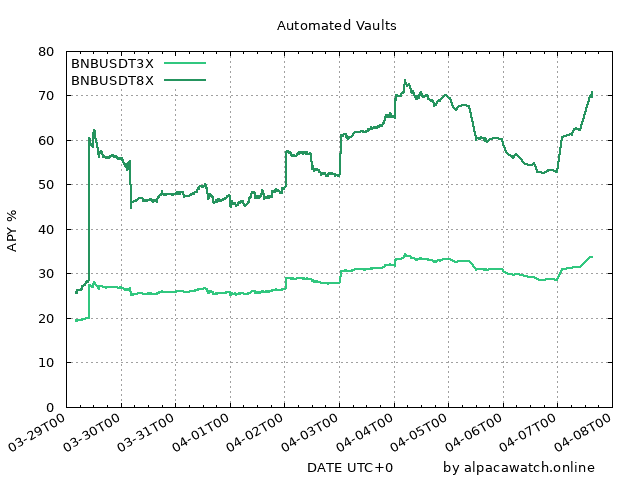 Automated Vaults
BNBUSDT3X
BNBUSDT8X
APY %
80
70
60
50
40
30
20
10
0
03-29T00
03-30T00
03-31T00
04-01T00
04-02T00
04-03T00
04-04T00
04-05T00
04-06T00
04-07T00
04-08T00
DATE UTC+0
by alpacawatch.online